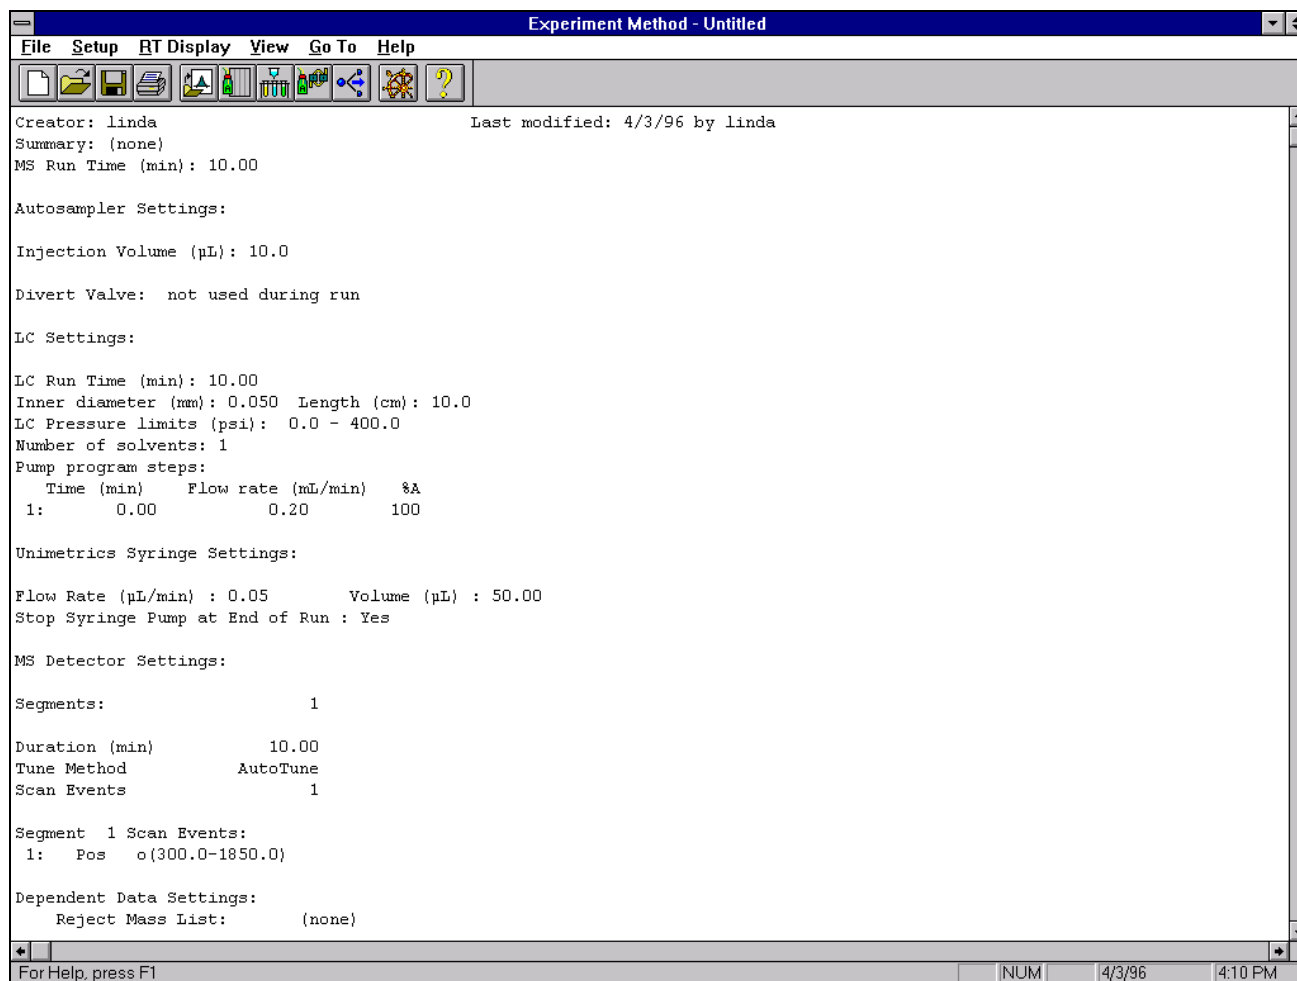 Experiment Method - Untitled
File Setup RT Display View Go To Help
Creator: linda Last modified: 4/3/96 by linda
Summary: (none)
MS Run Time (min): 10.00
Autosampler Settings:
Injection Volume (µL): 10.0
Divert Valve: not used during run
LC Settings:
LC Run Time (min): 10.00
Inner diameter (mm): 0.050 Length (cm): 10.0
LC Pressure limits (psi): 0.0 - 400.0
Number of solvents: 1
Pump program steps:
Time (min) Flow rate (mL/min) %A
1: 0.00 0.20 100
Unimetrics Syringe Settings:
Flow Rate (µL/min) : 0.05 Volume (µL) : 50.00
Stop Syringe Pump at End of Run : Yes
MS Detector Settings:
Segments: 1
Duration (min) 10.00
Tune Method AutoTune
Scan Events 1
Segment 1 Scan Events:
1: Pos o(300.0-1850.0)
Dependent Data Settings:
Reject Mass List: (none)
For Help, press F1 NUM 4/3/96 4:10 PM